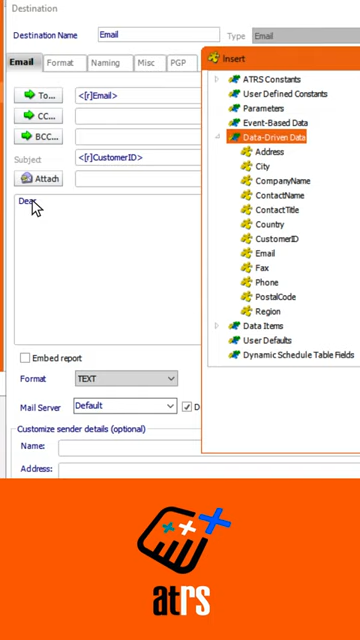 Destination
Destination Name
Email
Type
Email
Email
Format
Naming
Misc
PGP
Insert
To...
<[r]Email>
CC...
BCC...
Subject
<[r]CustomerID>
Attach
Dear
ATRS Constants
User Defined Constants
Parameters
Event-Based Data
Data-Driven Data
Address
City
CompanyName
ContactName
ContactTitle
Country
CustomerID
Email
Fax
Phone
PostalCode
Region
Data Items
User Defaults
Dynamic Schedule Table Fields
Embed report
Format
TEXT
Mail Server
Default
D
Customize sender details (optional)
Name:
Address:
atrs